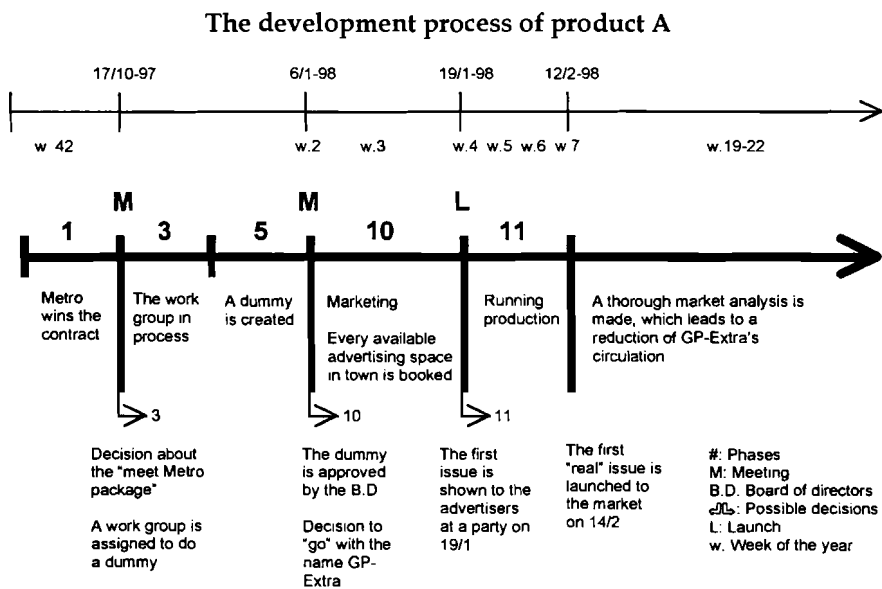 The development process of product A
17/10-97 6/1-98 19/1-98 12/2-98
w 42 w.2 w.3 w.4 w.5 w.6 w 7 w.19-22
M M L
1 3 5 10 11
Metro
wins the
contract
The work
group in
process
A dummy
is created
Marketing
Every available
advertising space
in town is booked
Running
production
A thorough market analysis is
made, which leads to a
reduction of GP-Extra's
circulation
3 10 11
Decision about
the "meet Metro
package"
A work group is
assigned to do
a dummy
The dummy
is approved
by the B.D
Decision to
"go" with the
name GP-
Extra
The first
issue is
shown to the
advertisers
at a party on
19/1
The first
"real" issue is
launched to
the market
on 14/2
#: Phases
M: Meeting
B.D. Board of directors
: Possible decisions
L: Launch
w. Week of the year